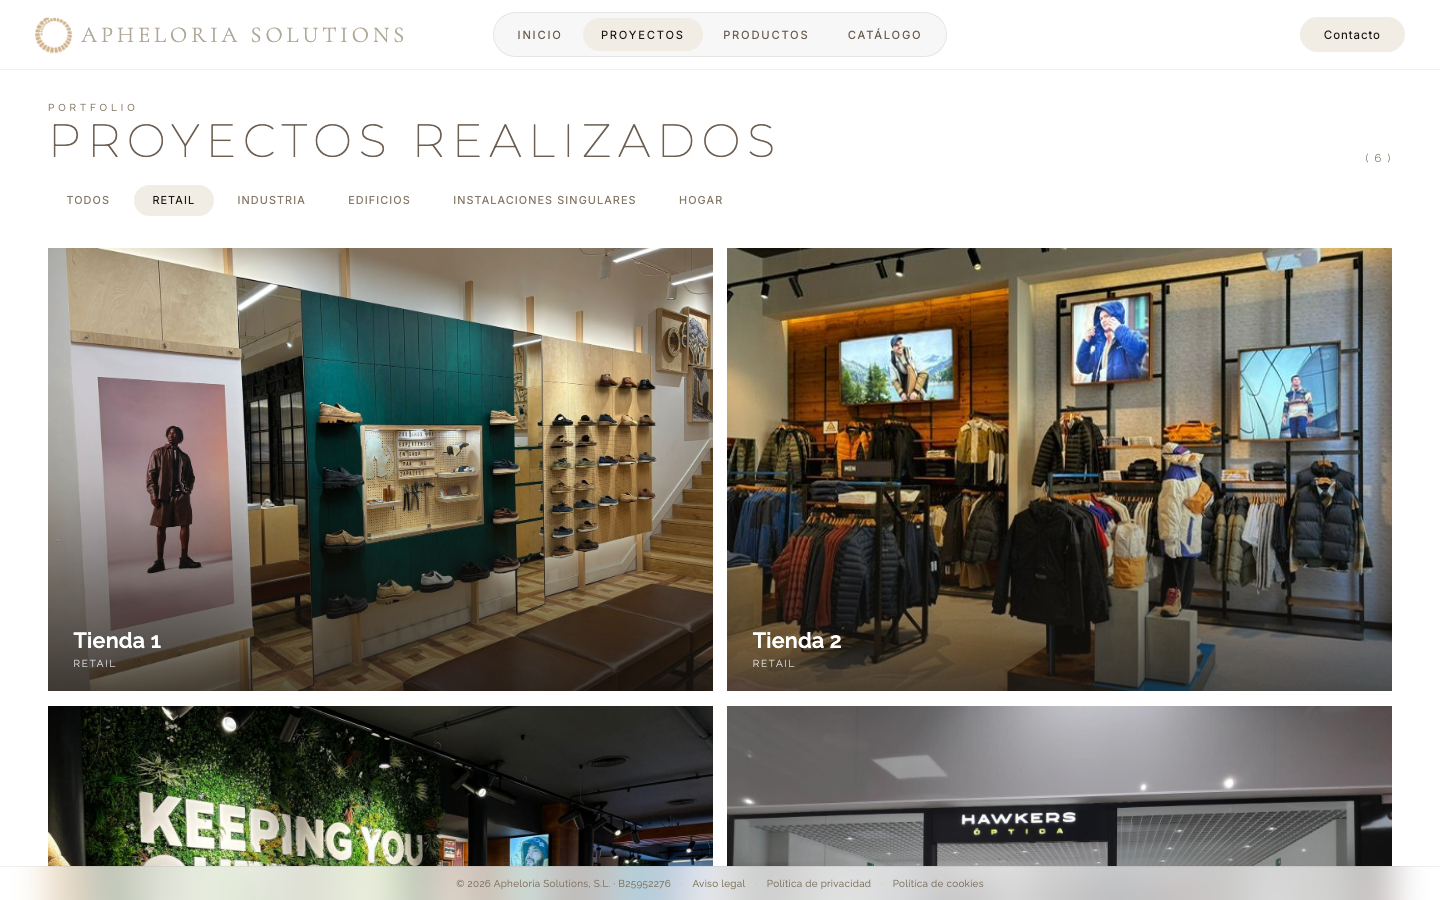 APHELORIA SOLUTIONS
INICIO
PROYECTOS
PRODUCTOS
CATÁLOGO
Contacto
PORTFOLIO
PROYECTOS REALIZADOS
( 6 )
TODOS
RETAIL
INDUSTRIA
EDIFICIOS
INSTALACIONES SINGULARES
HOGAR
Tienda 1
RETAIL
MEN
Tienda 2
RETAIL
KEEPING YOU
HAWKERS
ÓPTICA
© 2026 Apheloria Solutions, S.L. · B25952276 · Aviso legal · Política de privacidad · Política de cookies